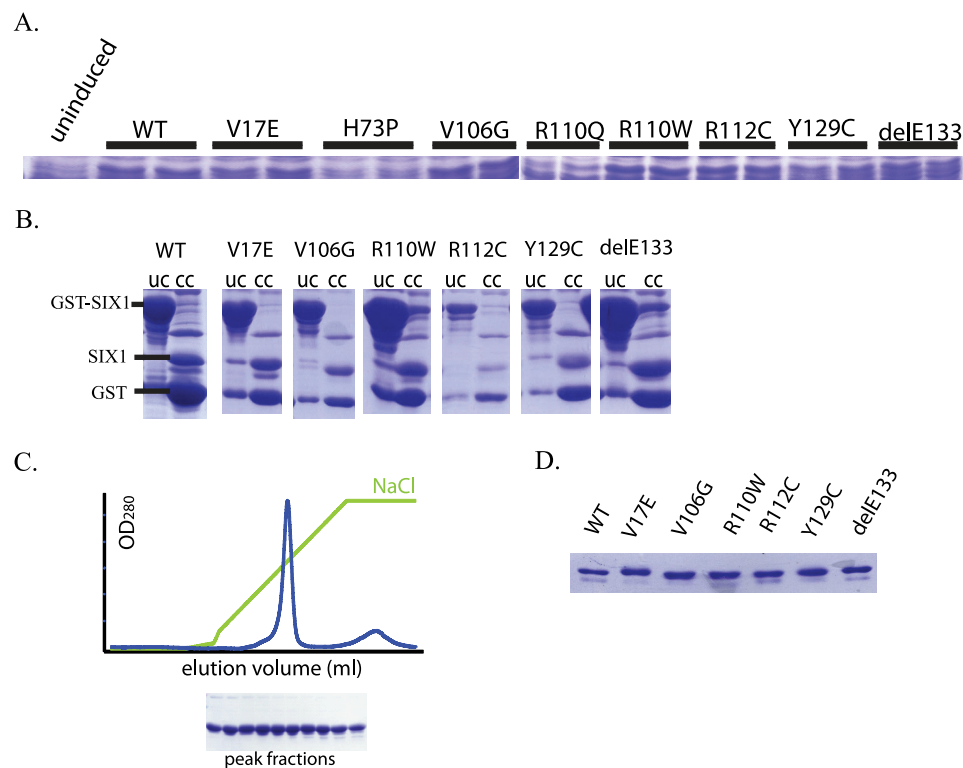 A.
uninduced
WT V17E H73P V106G R110Q R110W R112C Y129C delE133
B.
WT V17E V106G R110W R112C Y129C delE133
uc cc uc cc uc cc uc cc uc cc uc cc uc cc
GST-SIX1
SIX1
GST
C.
NaCl
OD280
elution volume (ml)
peak fractions
D.
WT V17E V106G R110W R112C Y129C delE133